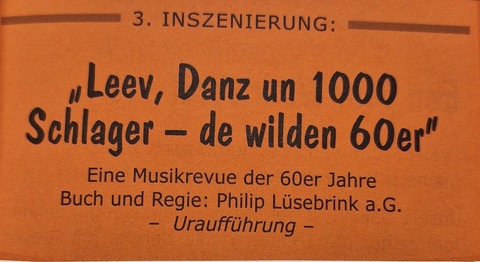 3. INSZENIERUNG:
„Leev, Danz un 1000
Schlager – de wilden 60er"
Eine Musikrevue der 60er Jahre
Buch und Regie: Philip Lüsebrink a.G.
– Uraufführung –